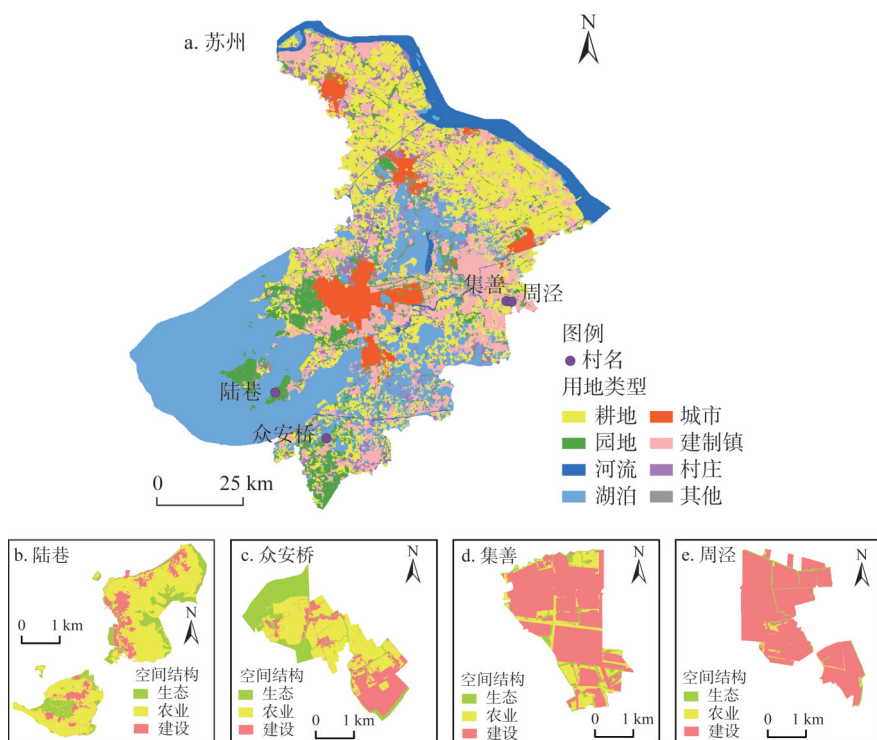 a. 苏州
N
集善
周泾
陆巷
众安桥
0 25 km
图例
村名
用地类型
耕地 城市
园地 建制镇
河流 村庄
湖泊 其他
b. 陆巷
N
0 1 km
空间结构
生态
农业
建设
c. 众安桥
N
空间结构
生态
农业
建设
0 1 km
d. 集善
N
空间结构
生态
农业
建设
0 1 km
e. 周泾
N
空间结构
生态
农业
建设
0 1 km